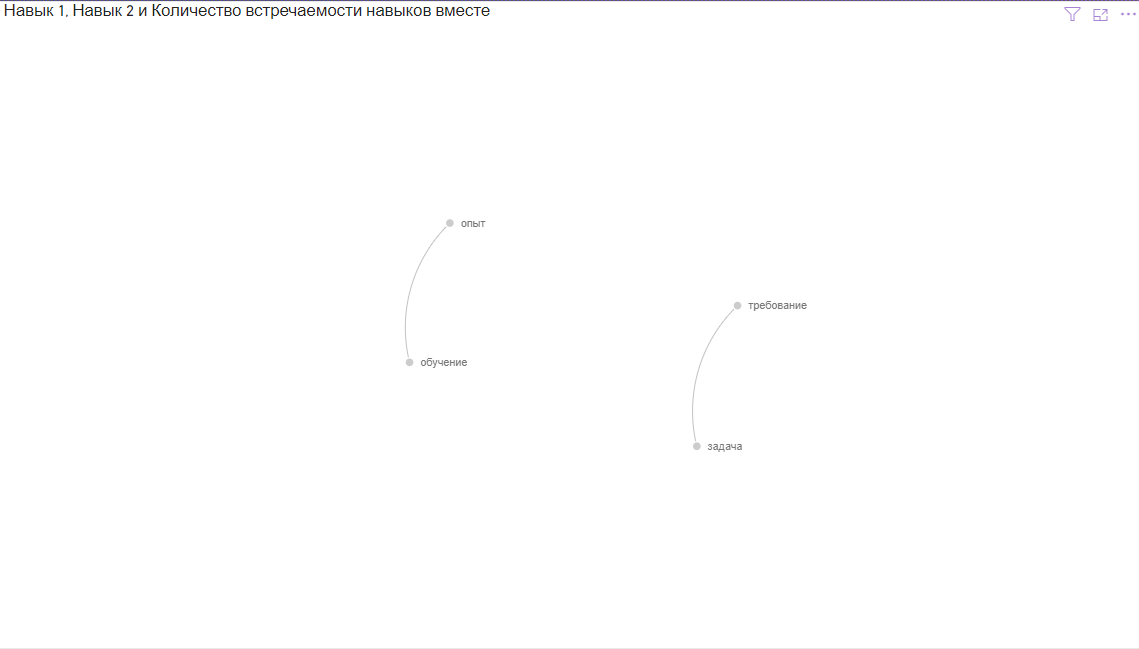 Навык 1, Навык 2 и Количество встречаемости навыков вместе
опыт
требование
обучение
задача